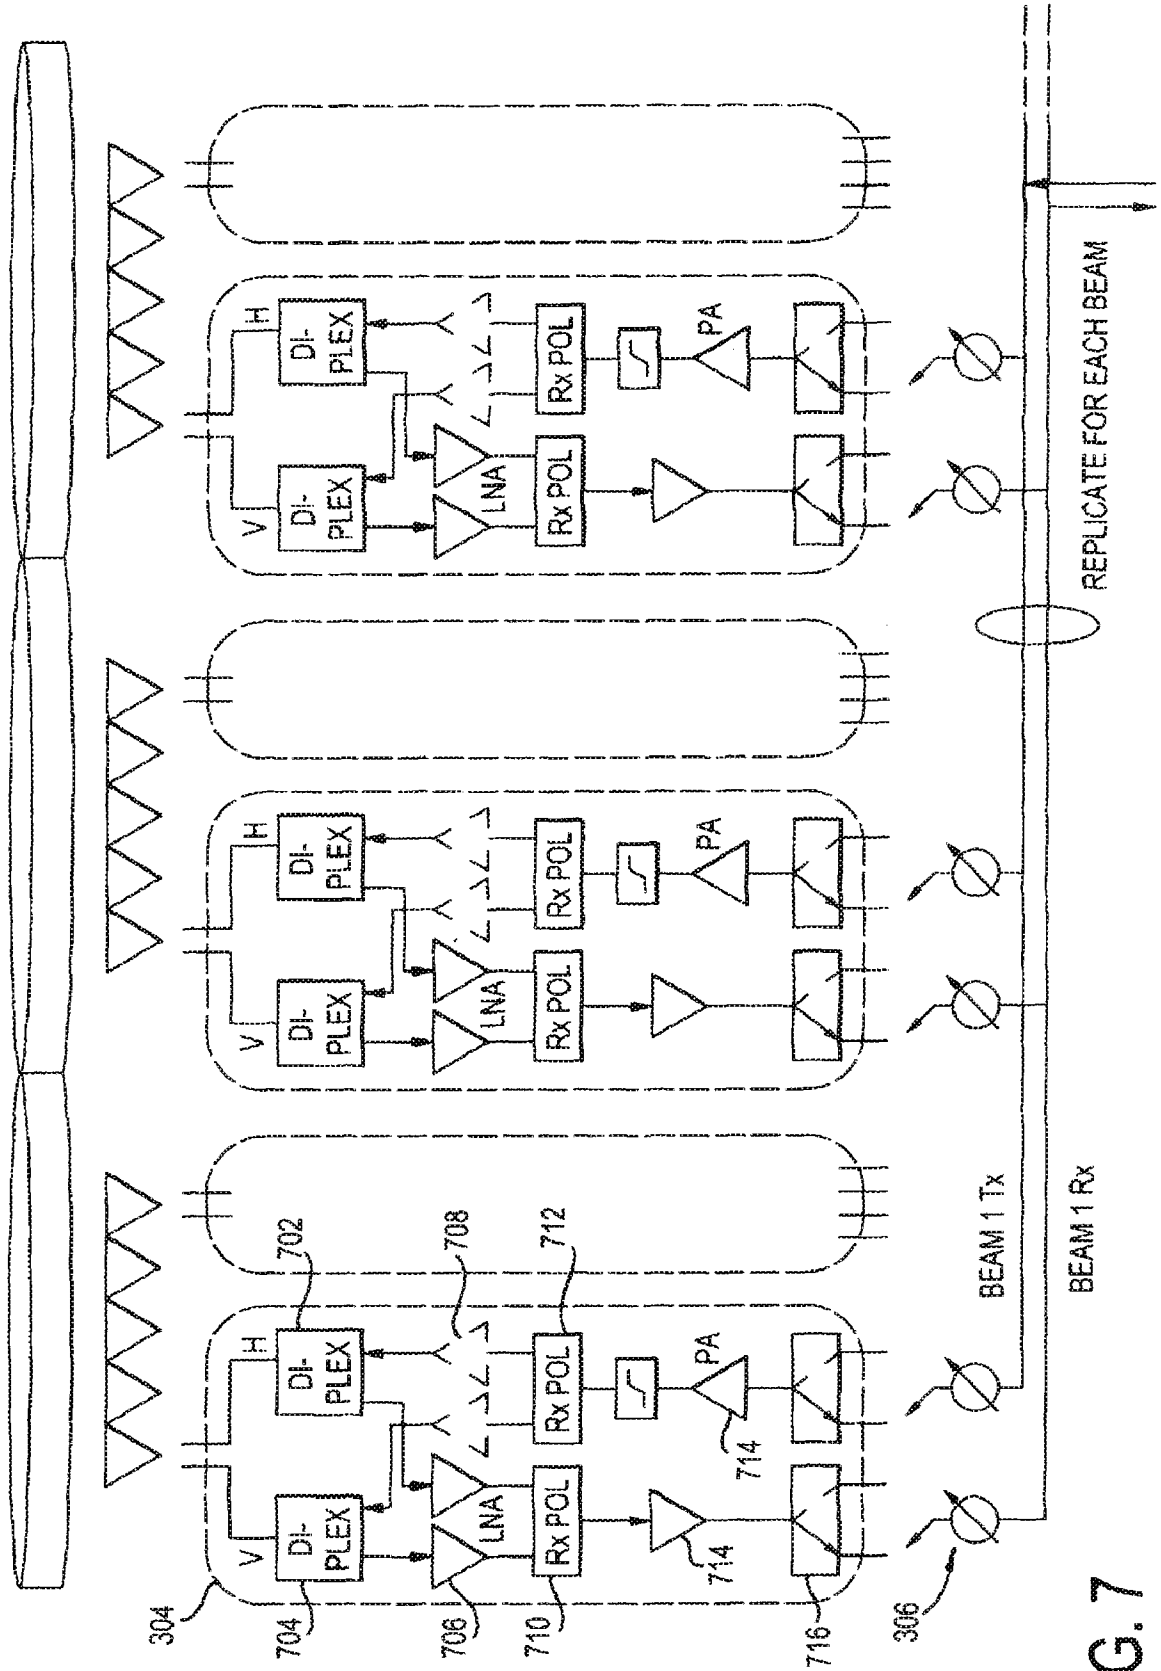 304
V
H
DI-
PLEX
DI-
PLEX
702
704
LNA
706
708
Rx POL
Rx POL
710
712
PA
714
714
716
306
V
H
DI-
PLEX
DI-
PLEX
LNA
Rx POL
Rx POL
PA
V
H
DI-
PLEX
DI-
PLEX
LNA
Rx POL
Rx POL
PA
BEAM 1 Tx
BEAM 1 Rx
REPLICATE FOR EACH BEAM
G. 7